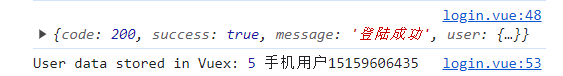 login.vue:48
▶ {code: 200, success: true, message: '登陆成功', user: {…}}
User data stored in Vuex: 5 手机用户15159606435 login.vue:53